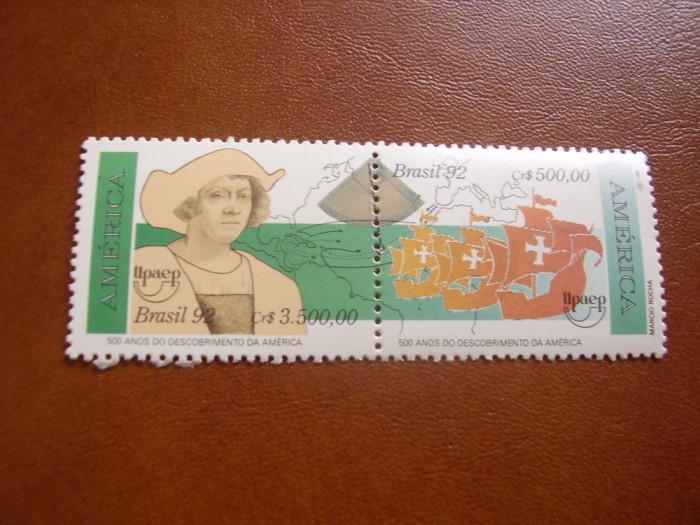 AMÉRICA
upaep
Brasil 92 Cr$ 3.500,00
500 ANOS DO DESCOBRIMENTO DA AMÉRICA
Brasil 92 Cr$ 500,00
upaep
AMÉRICA
500 ANOS DO DESCOBRIMENTO DA AMÉRICA
MÁRCIO ROCHA